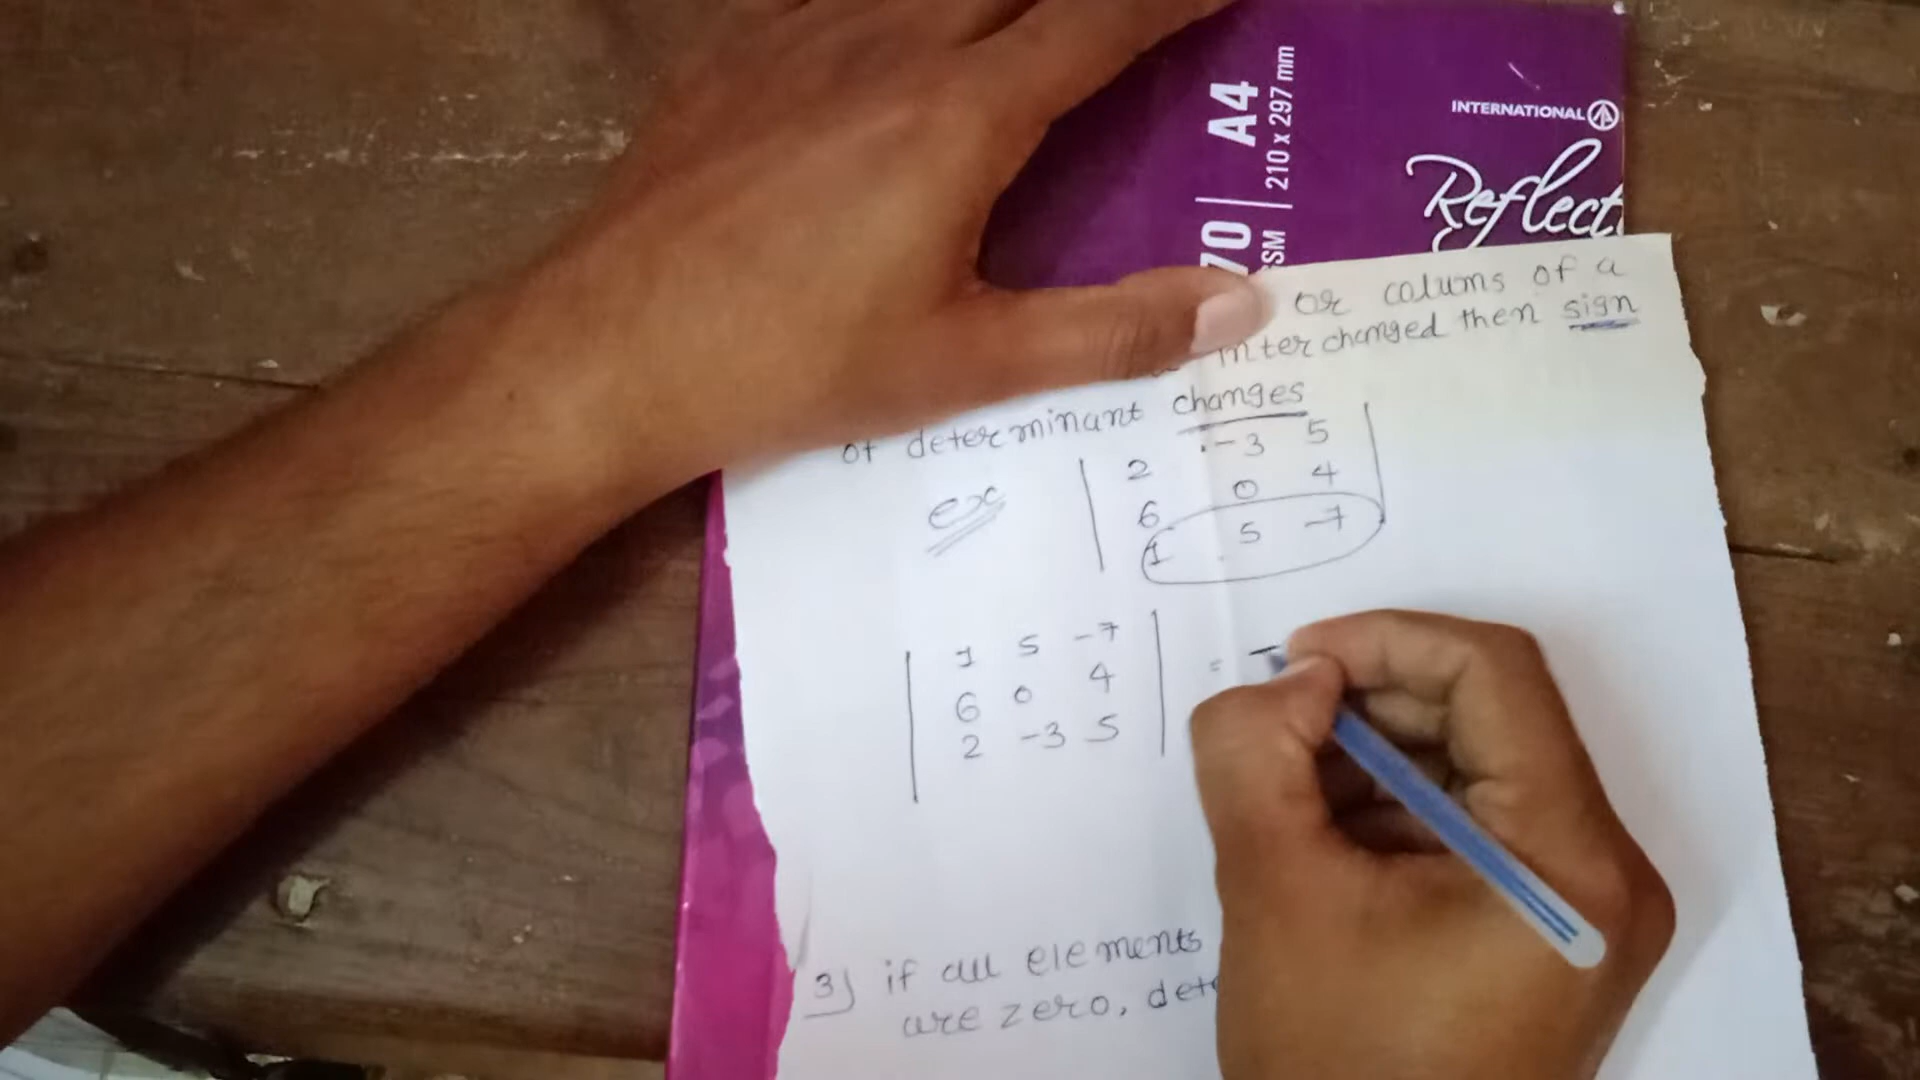 A4
210 x 297 mm
70
GSM
INTERNATIONAL
Reflect
or colums of a
interchanged then sign
of determinant changes
ex
2 -3 5
6 0 4
1 5 -7
1 5 -7
6 0 4
2 -3 5
= -
3) if all elements
are zero, dete